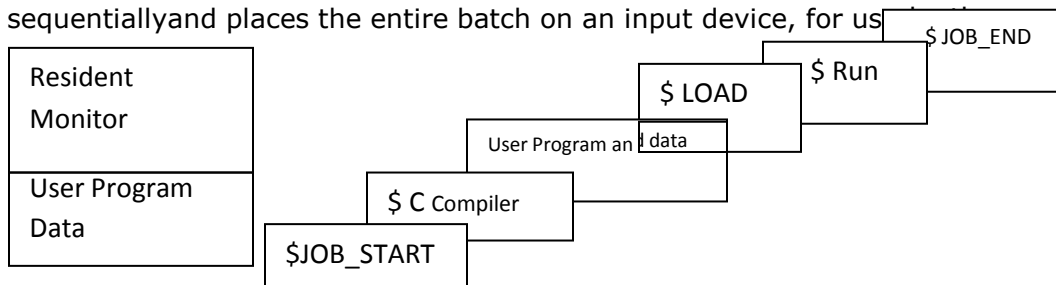 sequentiallyand places the entire batch on an input device, for
$ JOB_END
$ Run
Resident
Monitor
$ LOAD
User Program an data
User Program
Data
$ C Compiler
$JOB_START